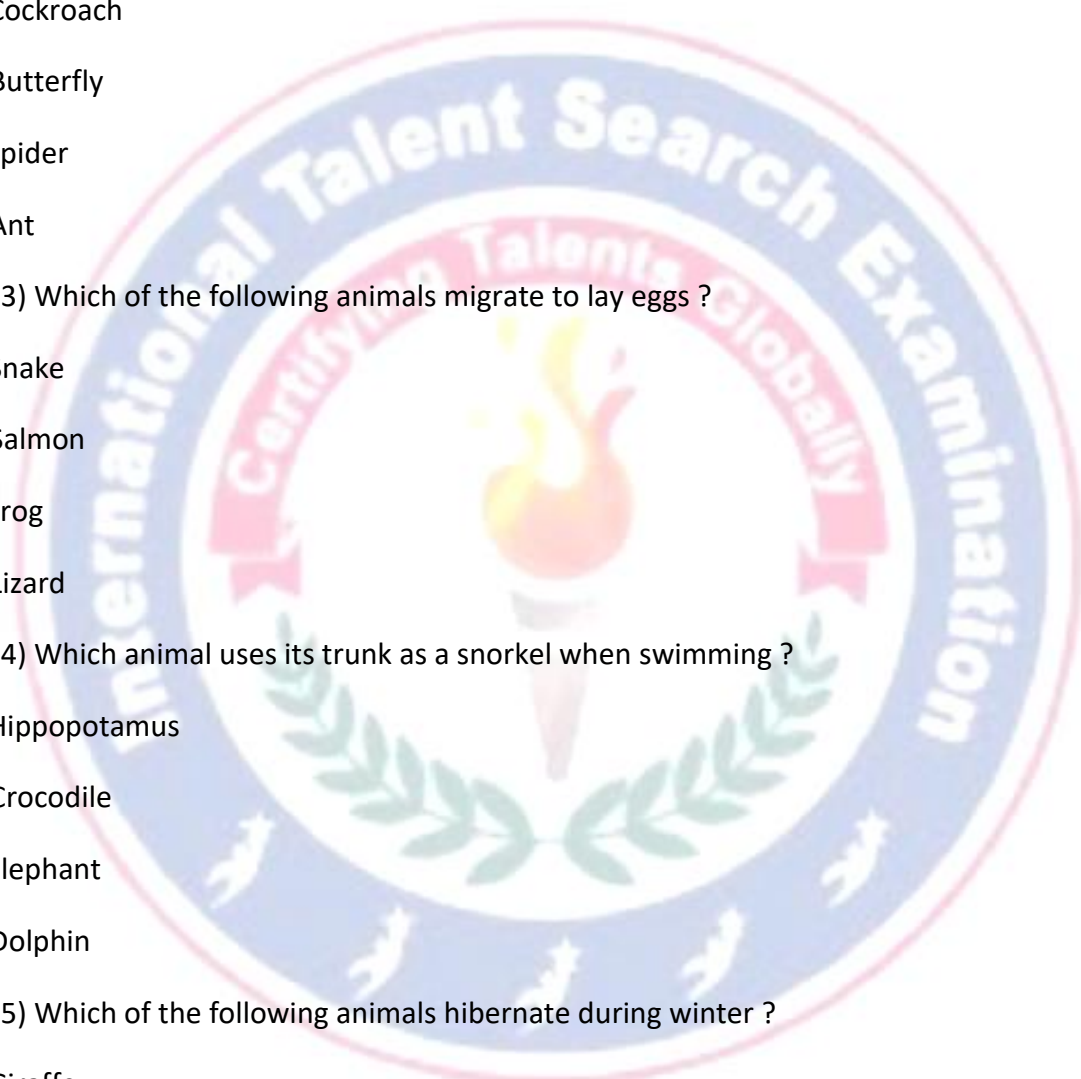 Cockroach
Butterfly
pider
Ant
3) Which of the following animals migrate to lay eggs ?
Snake
Salmon
rog
Lizard
4) Which animal uses its trunk as a snorkel when swimming ?
Hippopotamus
Crocodile
lephant
Dolphin
5) Which of the following animals hibernate during winter ?
International Talent Search Examination
Certifying Talents Globally